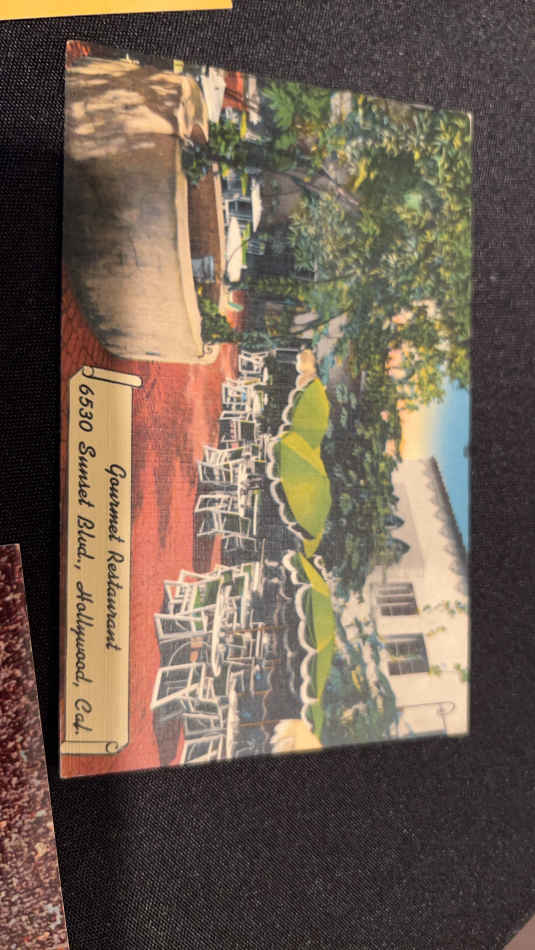 Gourmet Restaurant
6530 Sunset Blvd., Hollywood, Cal.